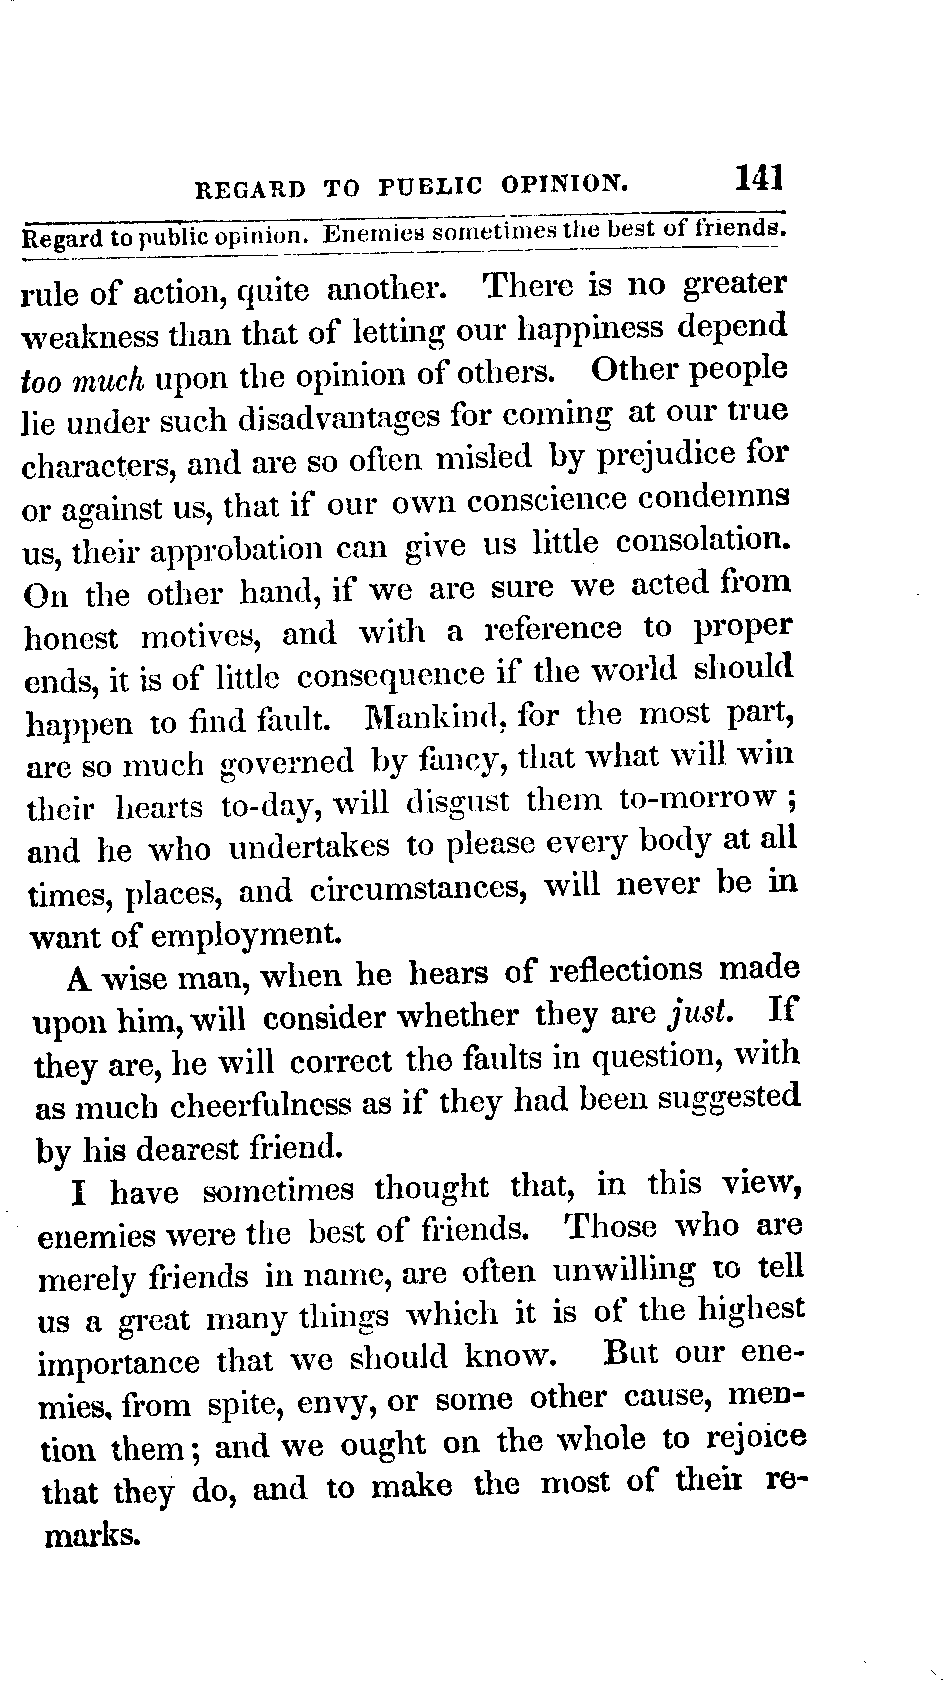 REGARD TO PUBLIC OPINION. 141
Regard to public opinion. Enemies sometimes the best of friends.
rule of action, quite another. There is no greater
weakness than that of letting our happiness depend
too much upon the opinion of others. Other people
lie under such disadvantages for coming at our true
characters, and are so often misled by prejudice for
or against us, that if our own conscience condemns
us, their approbation can give us little consolation.
On the other hand, if we are sure we acted from
honest motives, and with a reference to proper
ends, it is of little consequence if the world should
happen to find fault. Mankind, for the most part,
are so much governed by fancy, that what will win
their hearts to-day, will disgust them to-morrow ;
and he who undertakes to please every body at all
times, places, and circumstances, will never be in
want of employment.
A wise man, when he hears of reflections made
upon him, will consider whether they are just. If
they are, he will correct the faults in question, with
as much cheerfulness as if they had been suggested
by his dearest friend.
I have sometimes thought that, in this view,
enemies were the best of friends. Those who are
merely friends in name, are often unwilling to tell
us a great many things which it is of the highest
importance that we should know. But our ene-
mies, from spite, envy, or some other cause, men-
tion them ; and we ought on the whole to rejoice
that they do, and to make the most of their re-
marks.